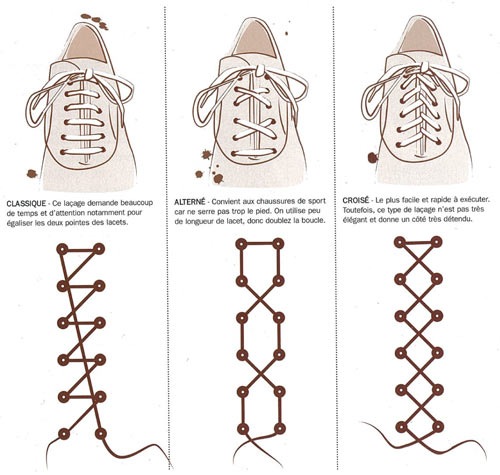 CLASSIQUE - Ce laçage demande beaucoup
de temps et d'attention notamment pour
égaliser les deux pointes des lacets.
ALTERNÉ - Convient aux chaussures de sport
car ne serre pas trop le pied. On utilise peu
de longueur de lacet, donc doublez la boucle.
CROISÉ - Le plus facile et rapide à exécuter.
Toutefois, ce type de laçage n'est pas très
élégant et donne un côté très détendu.